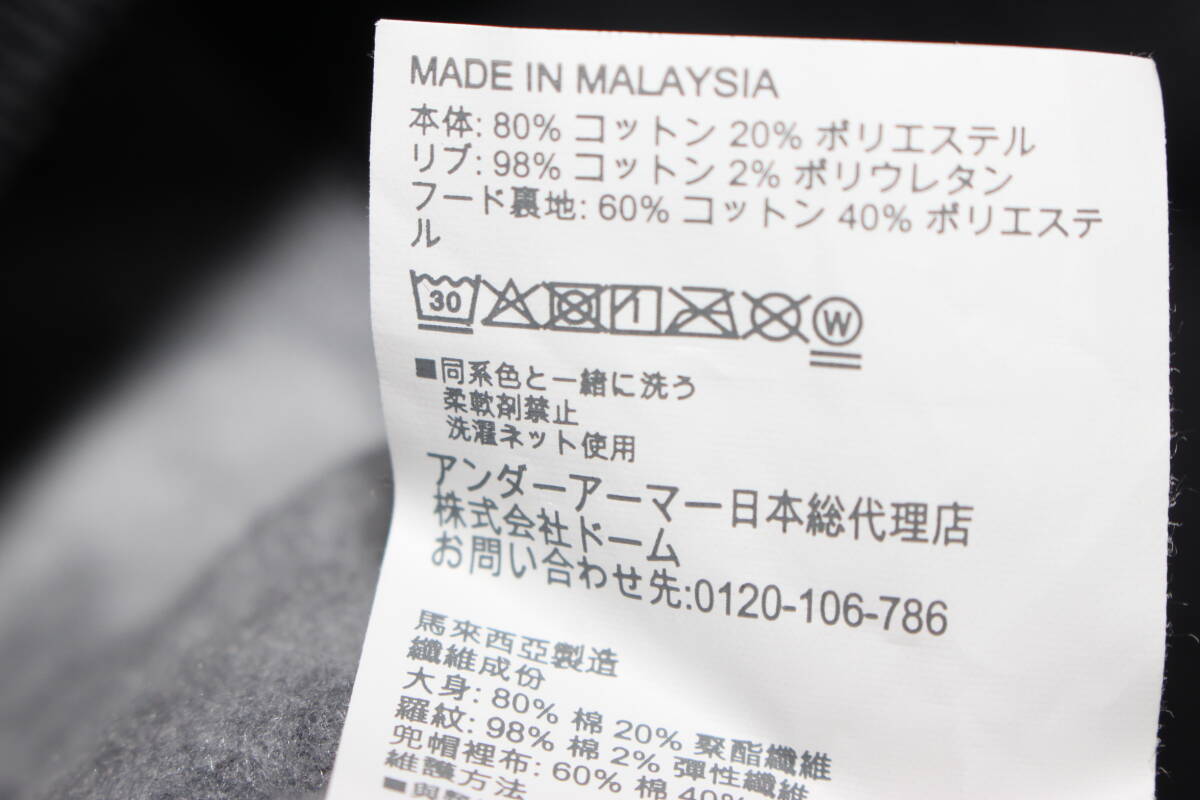 MADE IN MALAYSIA
本体: 80% コットン 20% ポリエステル
リブ: 98% コットン 2% ポリウレタン
フード裏地: 60% コットン 40% ポリエステ
ル
30 W
■同系色と一緒に洗う
柔軟剤禁止
洗濯ネット使用
アンダーアーマー日本総代理店
株式会社ドーム
お問い合わせ先:0120-106-786
馬來西亞製造
纖維成份
大身: 80% 棉 20% 聚酯纖維
羅紋: 98% 棉 2% 彈性纖維
兜帽裡布: 60% 棉 40%
維護方法